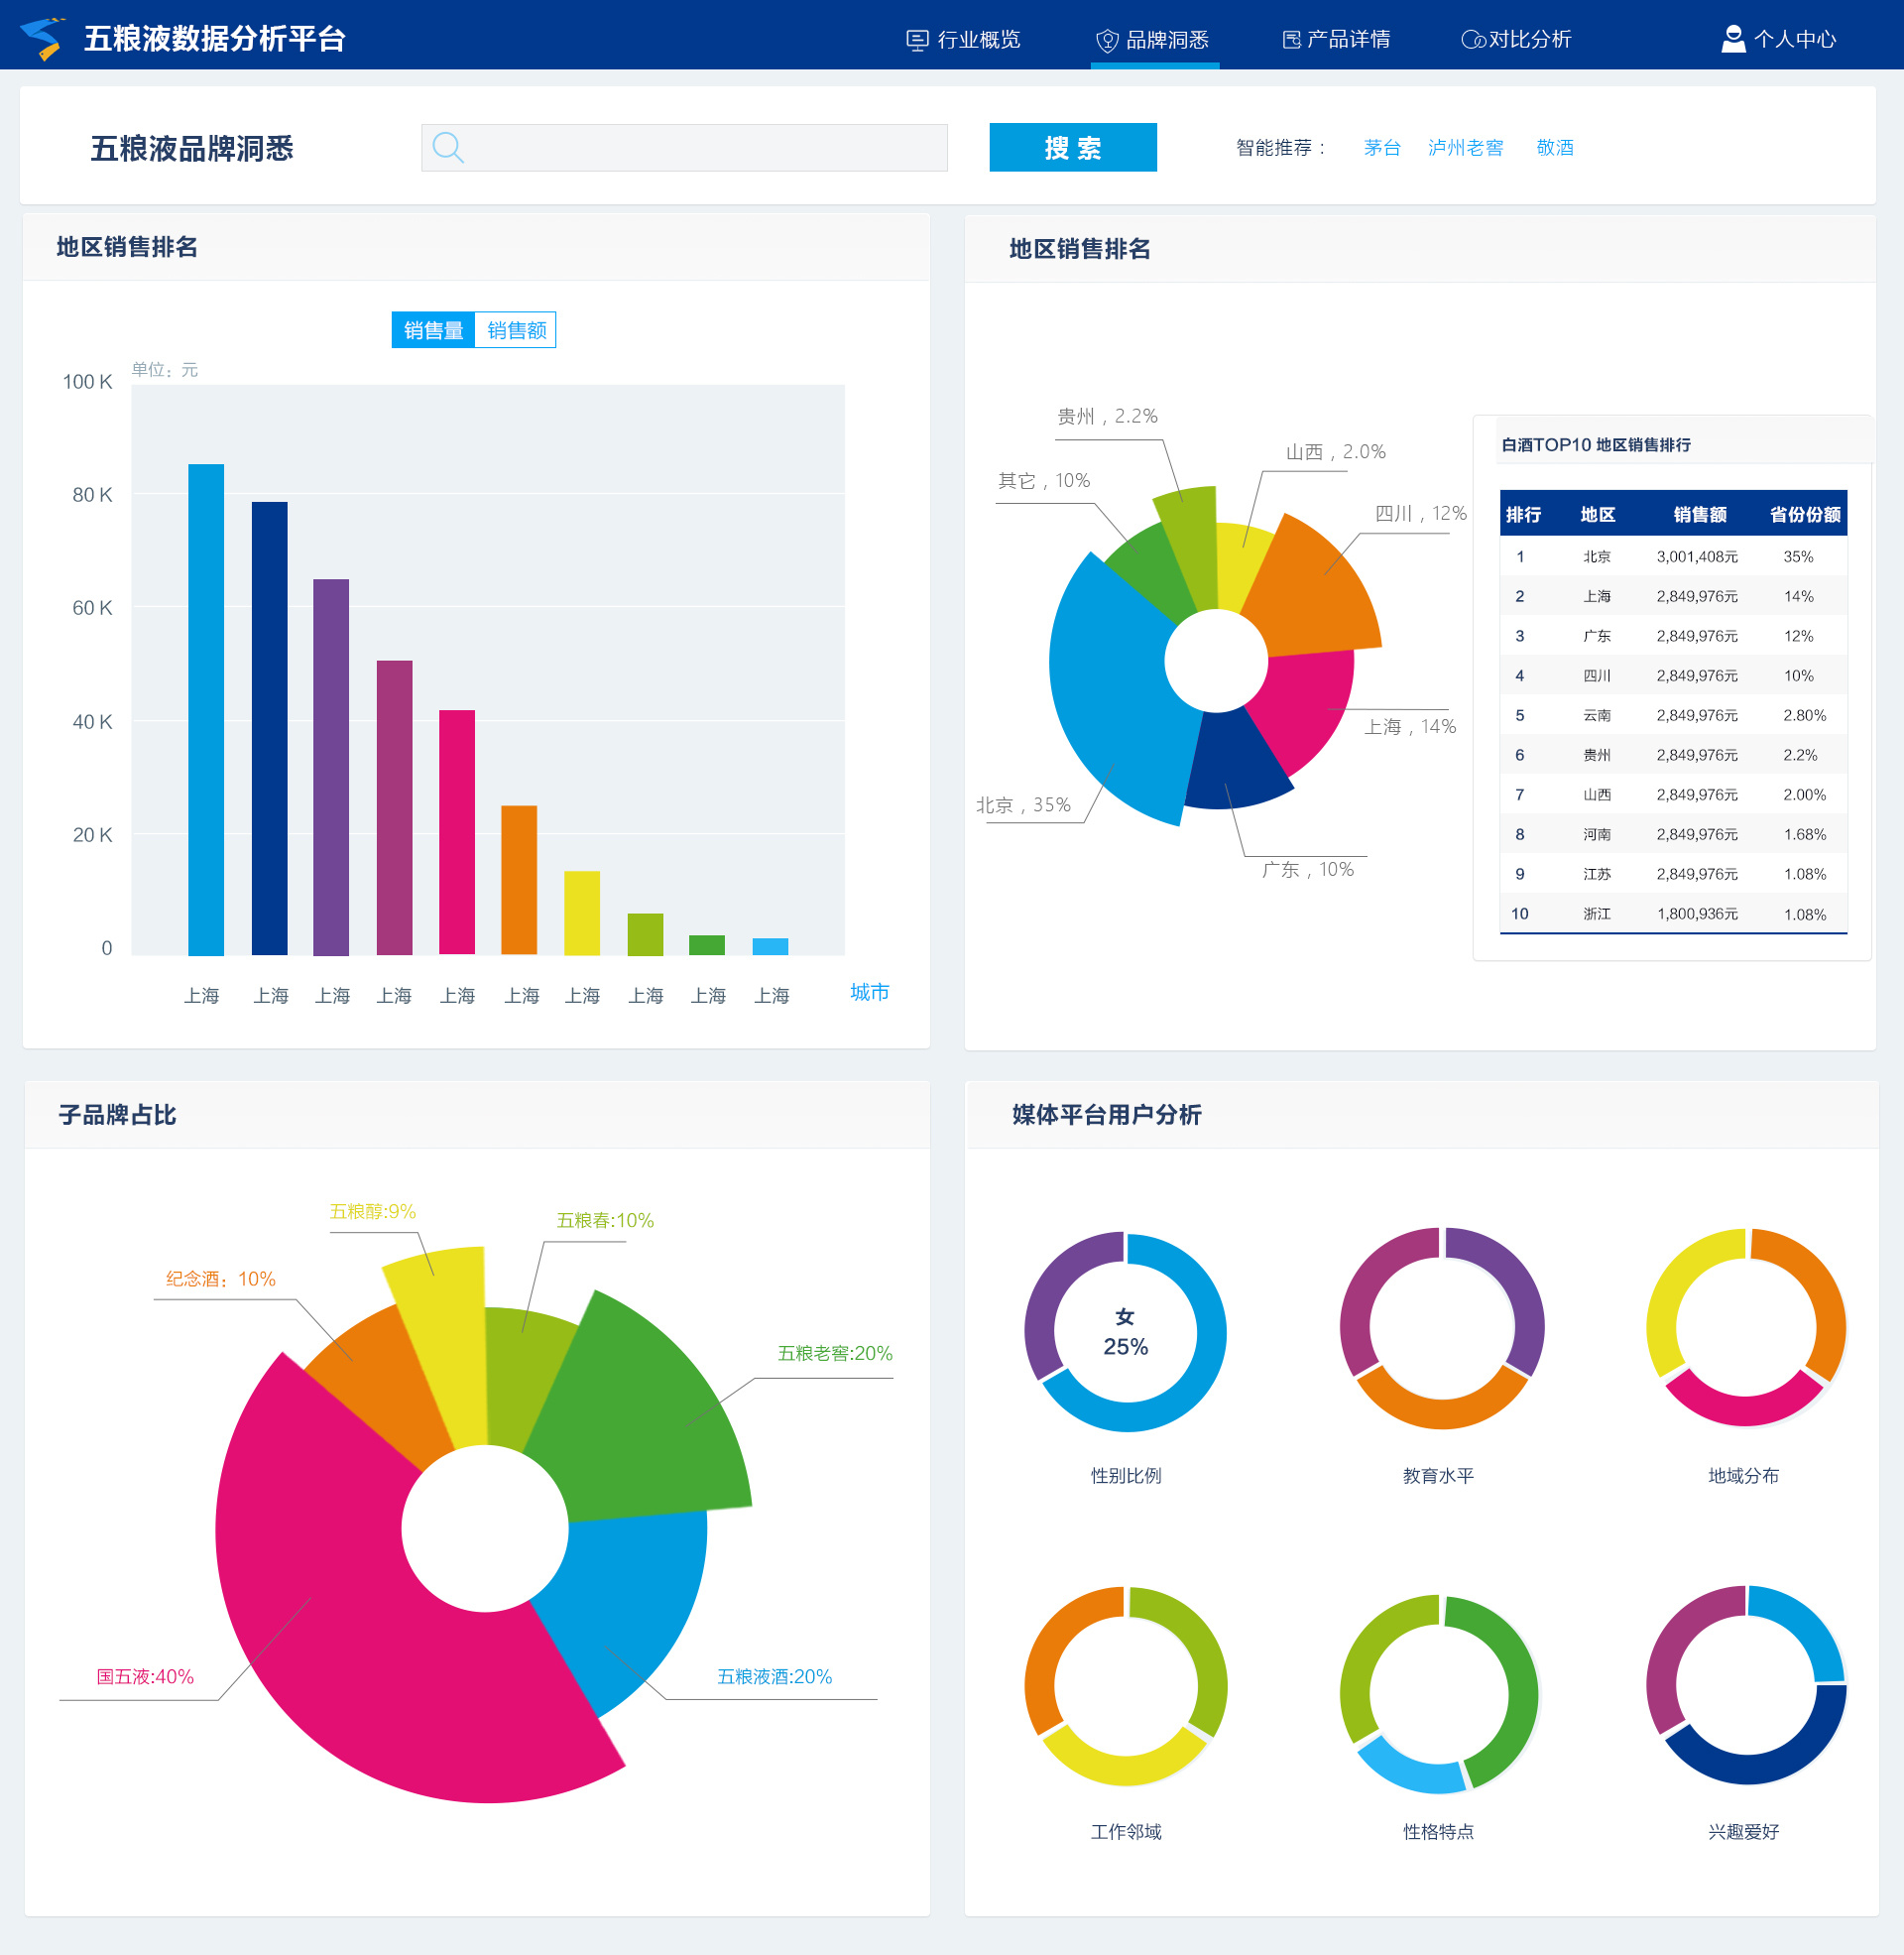 五粮液数据分析平台
行业概览
品牌洞悉
产品详情
对比分析
个人中心
五粮液品牌洞悉
搜 索
智能推荐：
茅台
泸州老窖
敬酒
地区销售排名
销售量
销售额
单位：元
100 K
80 K
60 K
40 K
20 K
0
上海
上海
上海
上海
上海
上海
上海
上海
上海
上海
城市
地区销售排名
贵州，2.2%
山西，2.0%
其它，10%
四川，12%
上海，14%
北京，35%
广东，10%
白酒TOP10 地区销售排行
排行 地区 销售额 省份份额
1 北京 3,001,408元 35%
2 上海 2,849,976元 14%
3 广东 2,849,976元 12%
4 四川 2,849,976元 10%
5 云南 2,849,976元 2.80%
6 贵州 2,849,976元 2.2%
7 山西 2,849,976元 2.00%
8 河南 2,849,976元 1.68%
9 江苏 2,849,976元 1.08%
10 浙江 1,800,936元 1.08%
子品牌占比
五粮醇:9%
五粮春:10%
纪念酒：10%
五粮老窖:20%
国五液:40%
五粮液酒:20%
媒体平台用户分析
女
25%
性别比例
教育水平
地域分布
工作邻域
性格特点
兴趣爱好